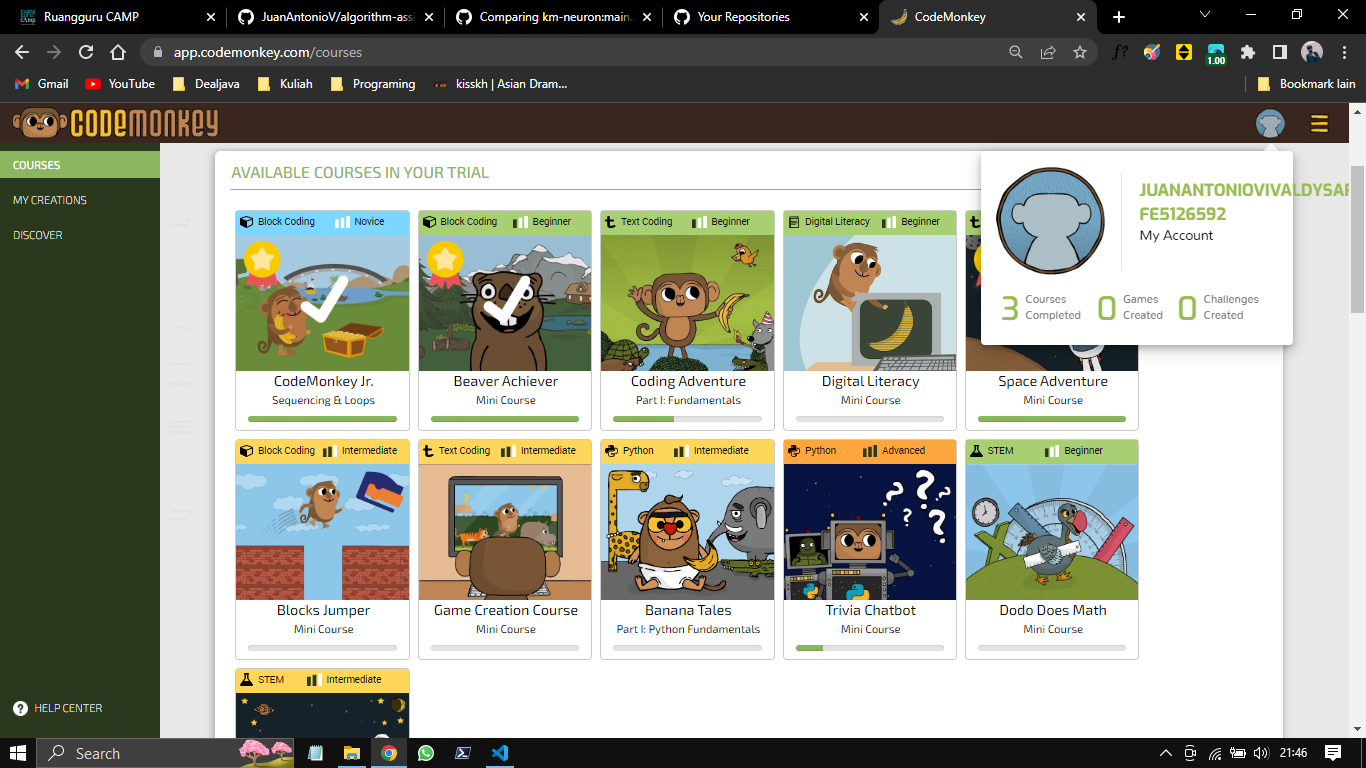 Ruangguru CAMP
JuanAntonioV/algorithm-assi
Comparing km-neuron:main.
Your Repositories
CodeMonkey
app.codemonkey.com/courses
f?
1.00
Gmail
YouTube
Dealjava
Kuliah
Programing
kisskh | Asian Dram...
Bookmark lain
CODEMONKEY
COURSES
MY CREATIONS
DISCOVER
HELP CENTER
AVAILABLE COURSES IN YOUR TRIAL
JUANANTONIOVIVALDYSAF
FE5126592
My Account
3 Courses Completed
0 Games Created
0 Challenges Created
Block Coding Novice
CodeMonkey Jr.
Sequencing & Loops
Block Coding Beginner
Beaver Achiever
Mini Course
Text Coding Beginner
Coding Adventure
Part I: Fundamentals
Digital Literacy Beginner
Digital Literacy
Mini Course
Space Adventure
Mini Course
Block Coding Intermediate
Blocks Jumper
Mini Course
Text Coding Intermediate
Game Creation Course
Mini Course
Python Intermediate
Banana Tales
Part I: Python Fundamentals
Python Advanced
? ? ? ?
Trivia Chatbot
Mini Course
STEM Beginner
Dodo Does Math
Mini Course
STEM Intermediate
Search
21:46